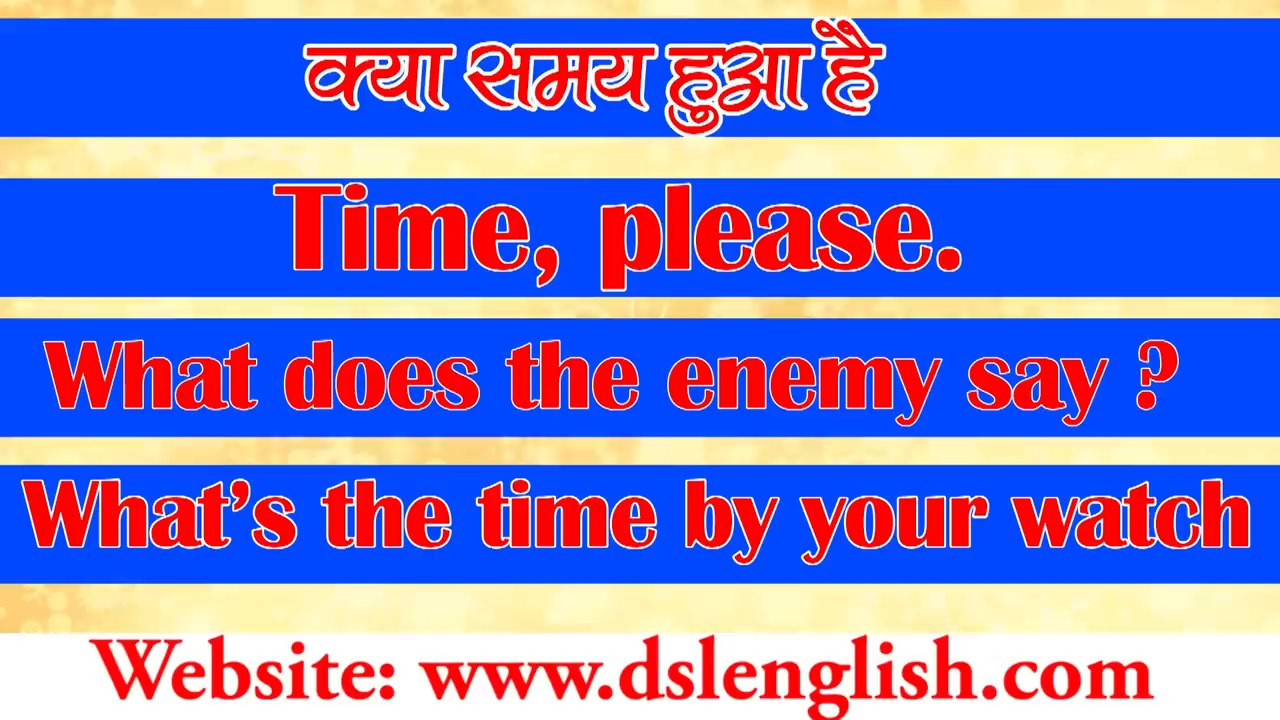 क्या समय हुआ है
Time, please.
What does the enemy say ?
What's the time by your watch
Website: www.dslenglish.com